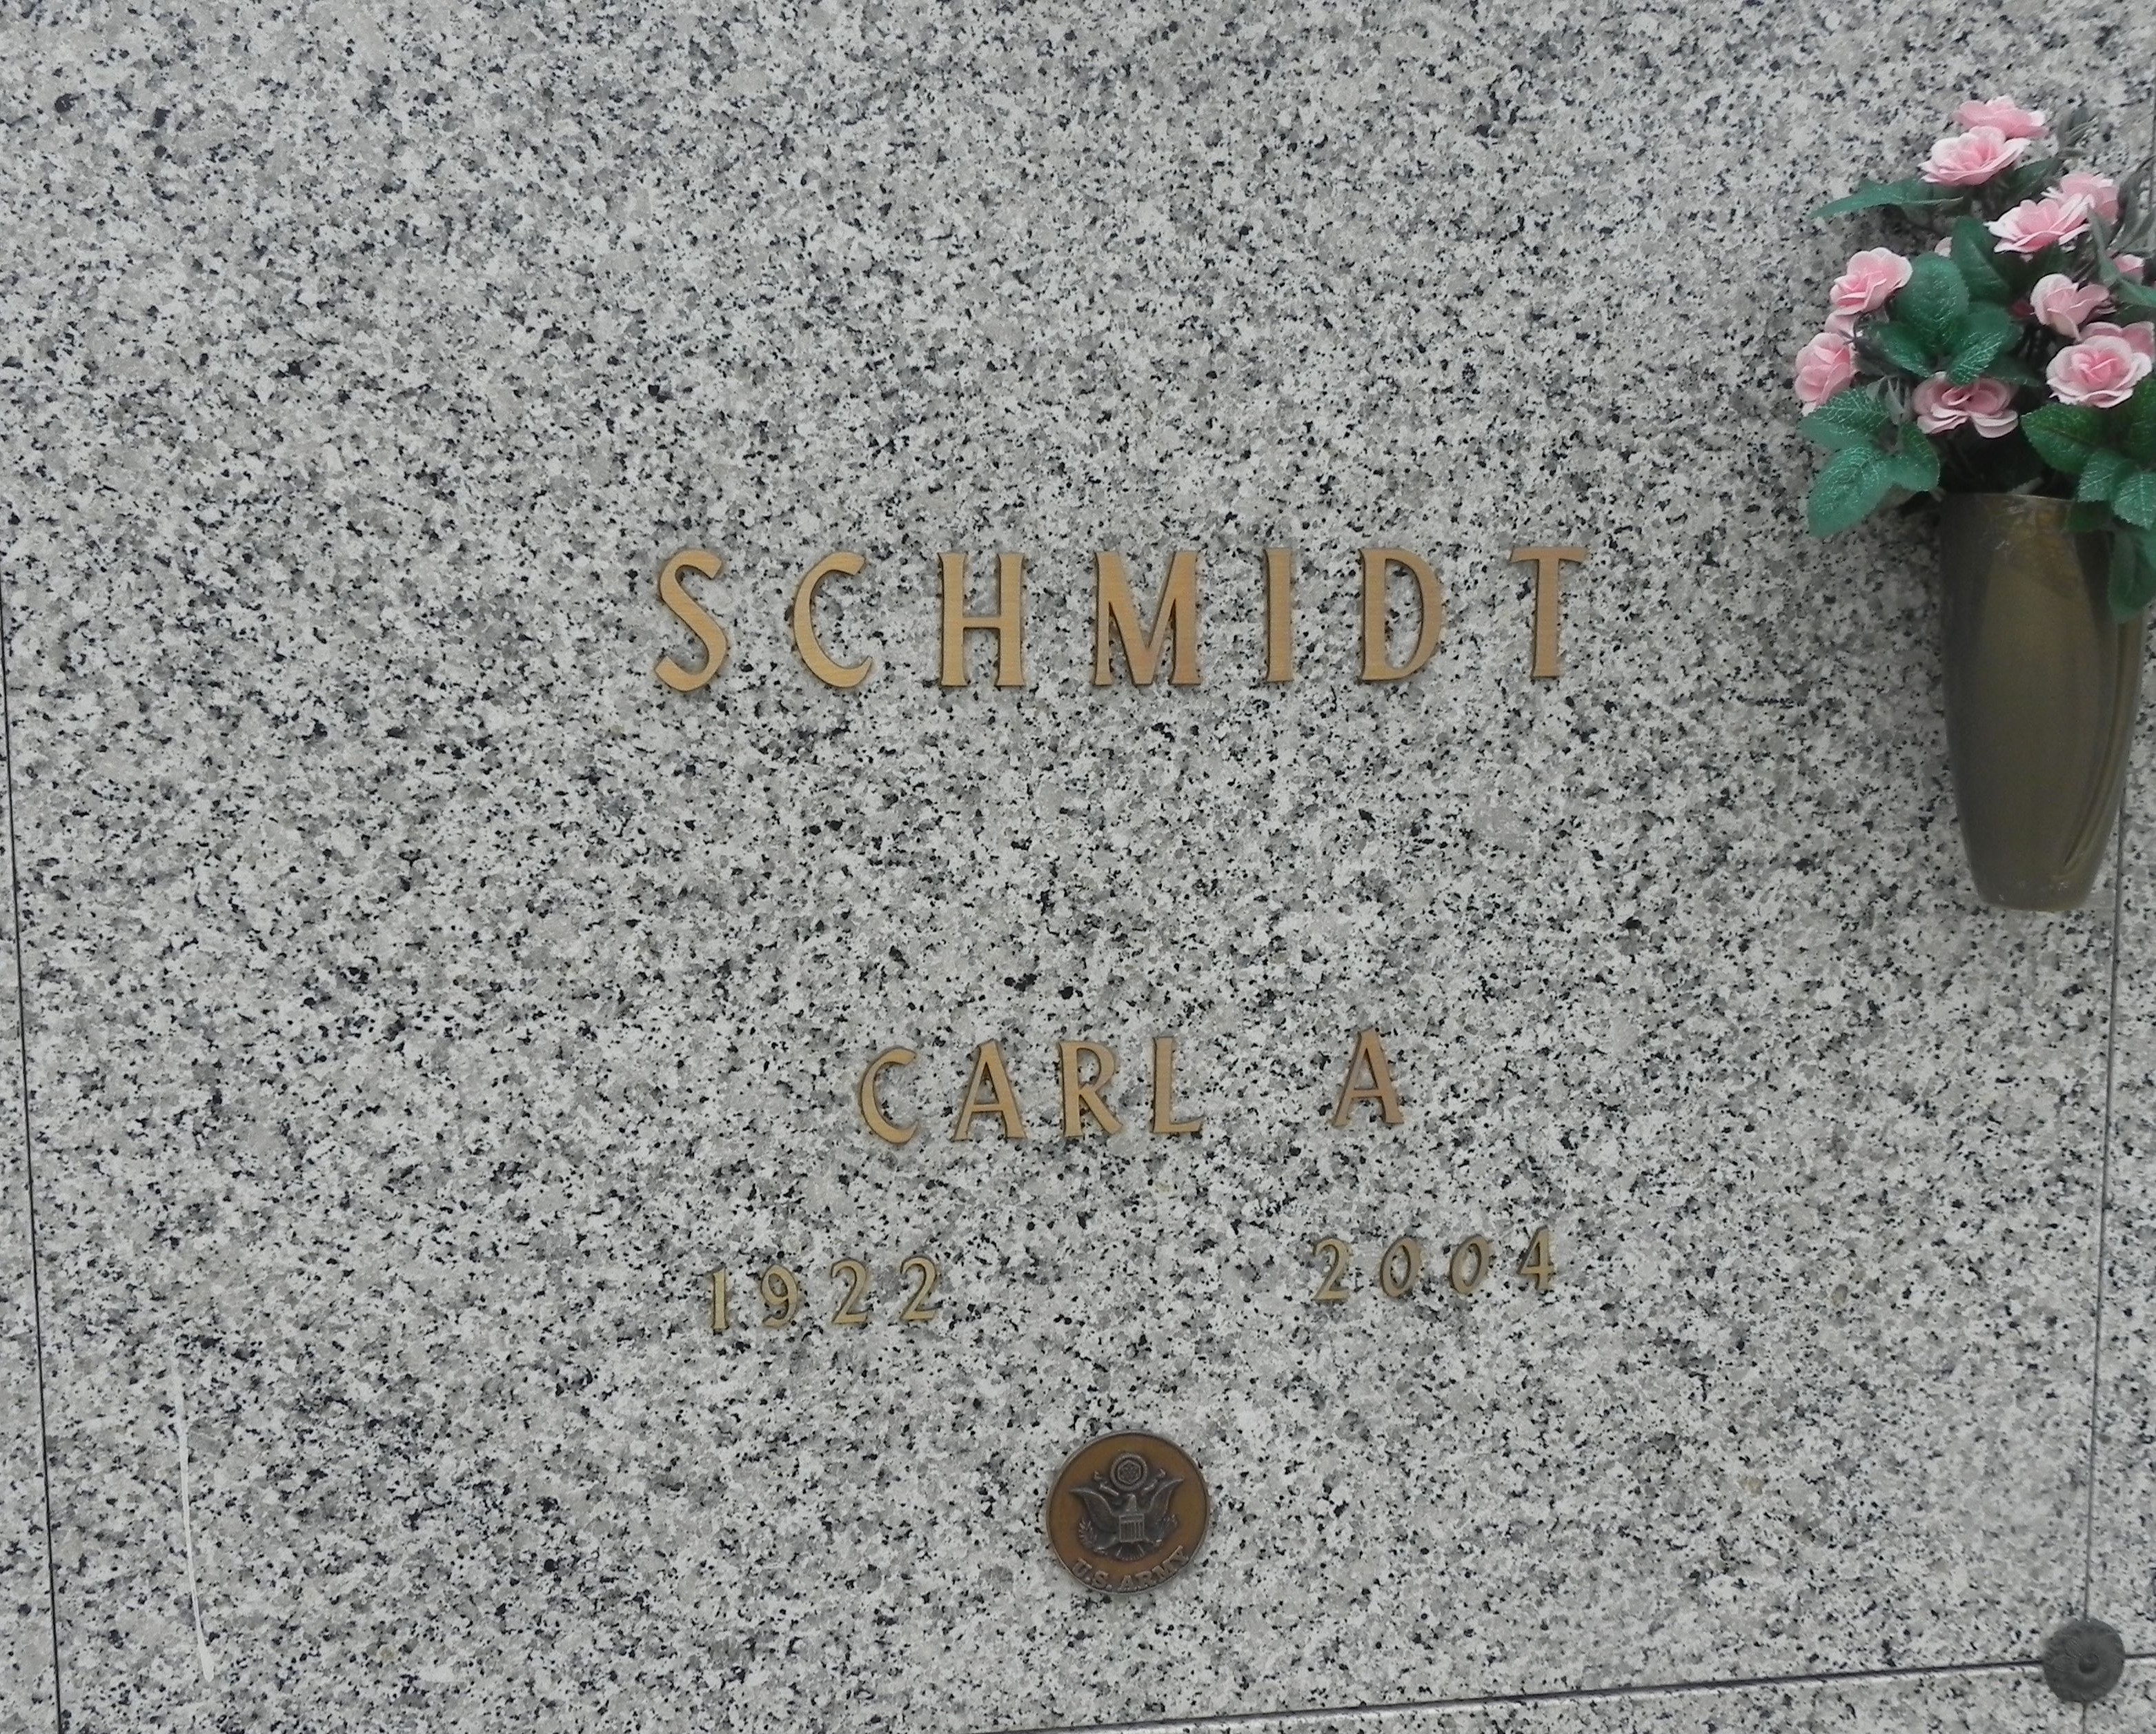 SCHMIDT
CARL A
1922 2004
U.S. ARMY